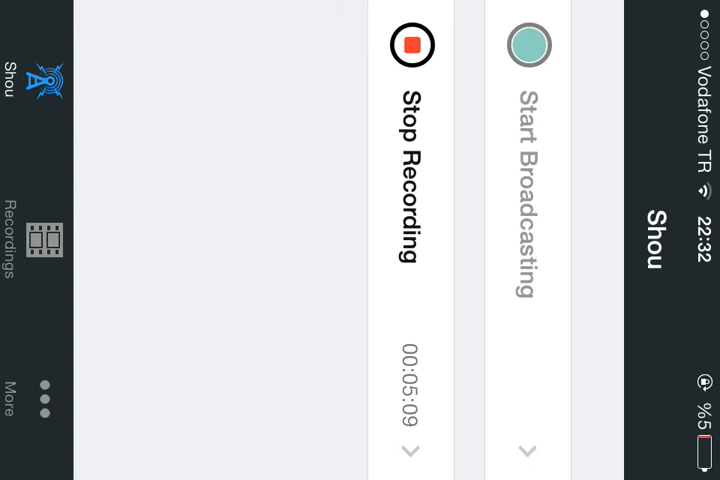 Vodafone TR 22:32 %5
Shou
Start Broadcasting
Stop Recording 00:05:09
Shou Recordings More